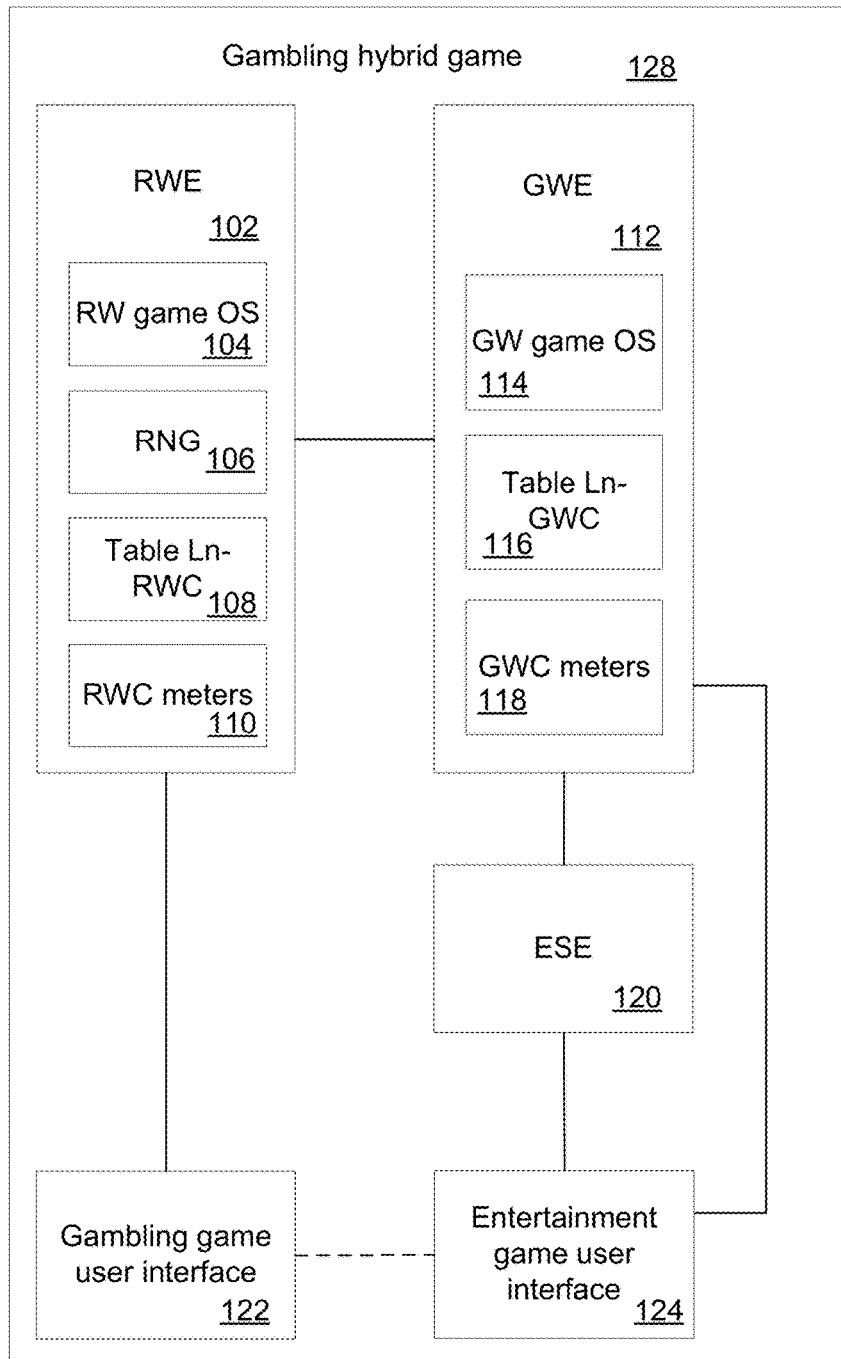 Gambling hybrid game
128
RWE
102
RW game OS
104
RNG
106
Table Ln-
RWC
108
RWC meters
110
GWE
112
GW game OS
114
Table Ln-
GWC
116
GWC meters
118
ESE
120
Gambling game
user interface
122
Entertainment
game user
interface
124